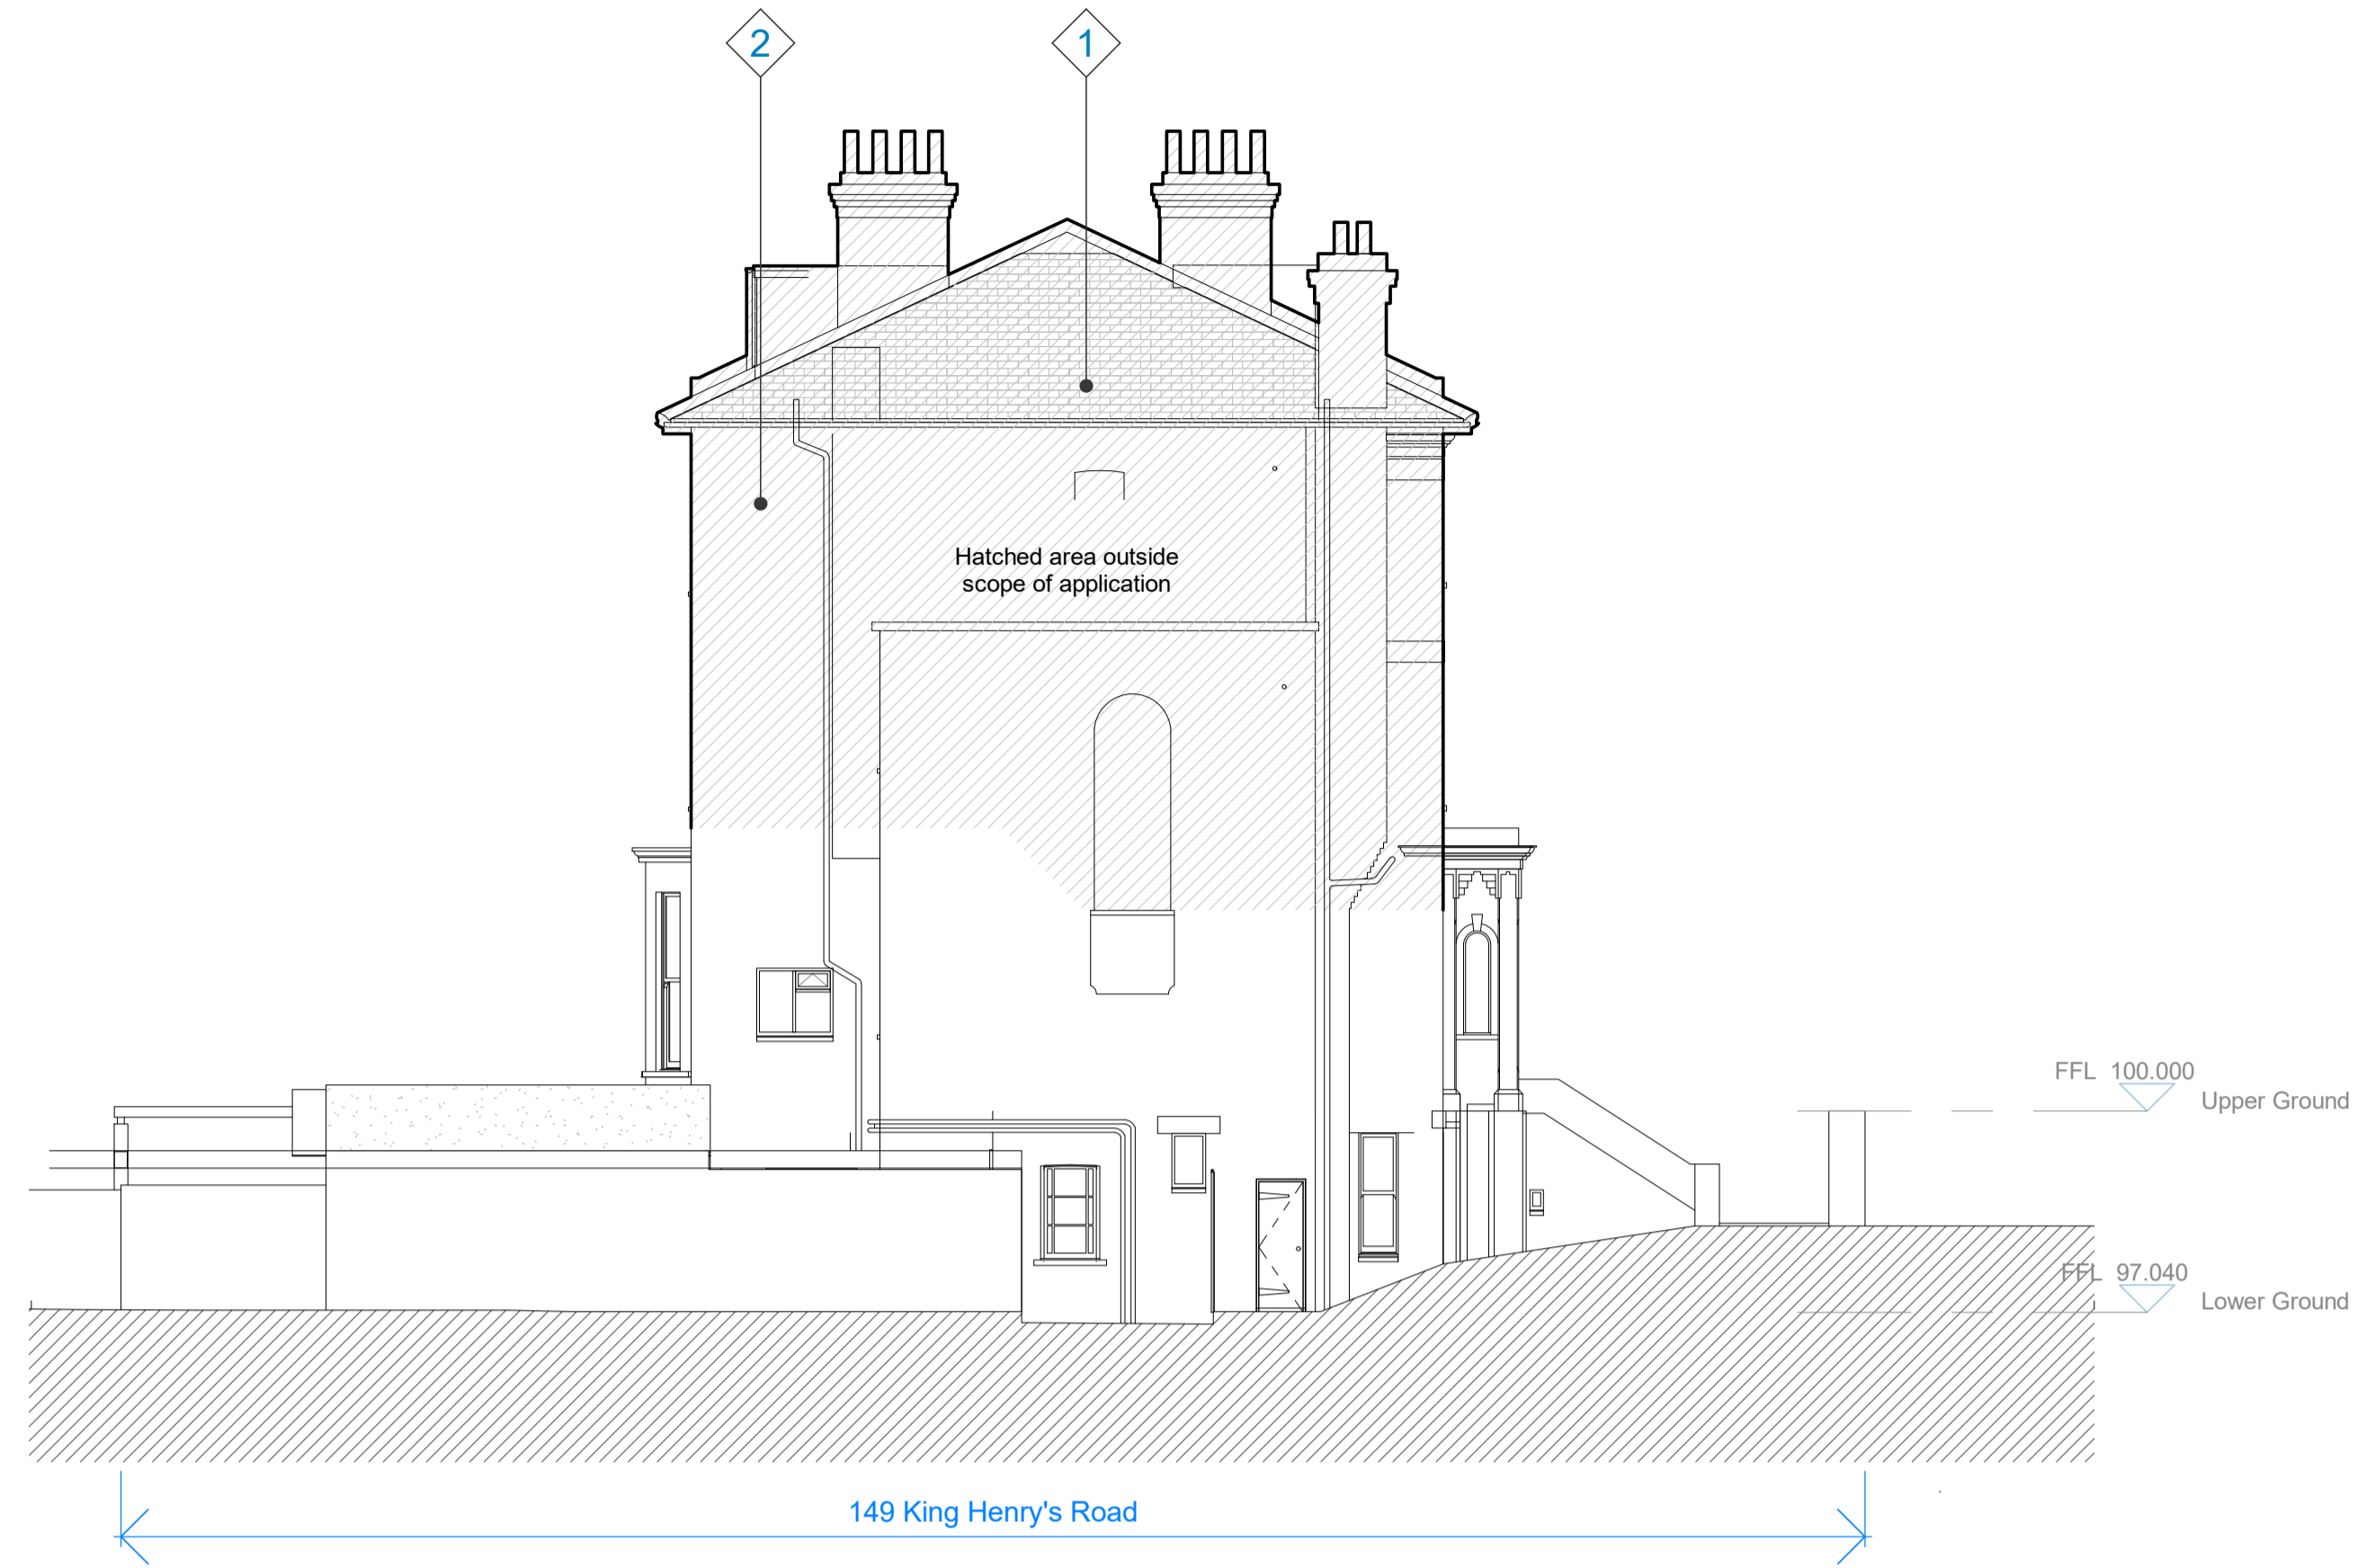 2
1
Hatched area outside
scope of application
FFL 100.000
Upper Ground
FFL 97.040
Lower Ground
149 King Henry's Road